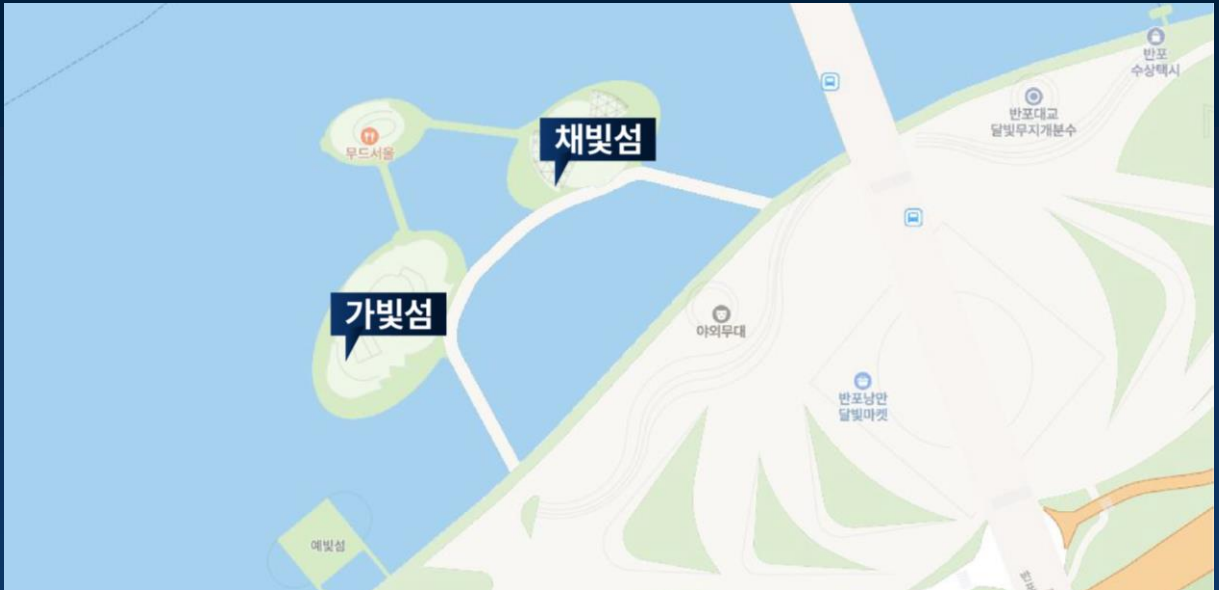 반포
수상택시
반포대교
달빛무지개분수
채빛섬
무드서울
가빛섬
야외무대
반포낭만
달빛마켓
예빛섬